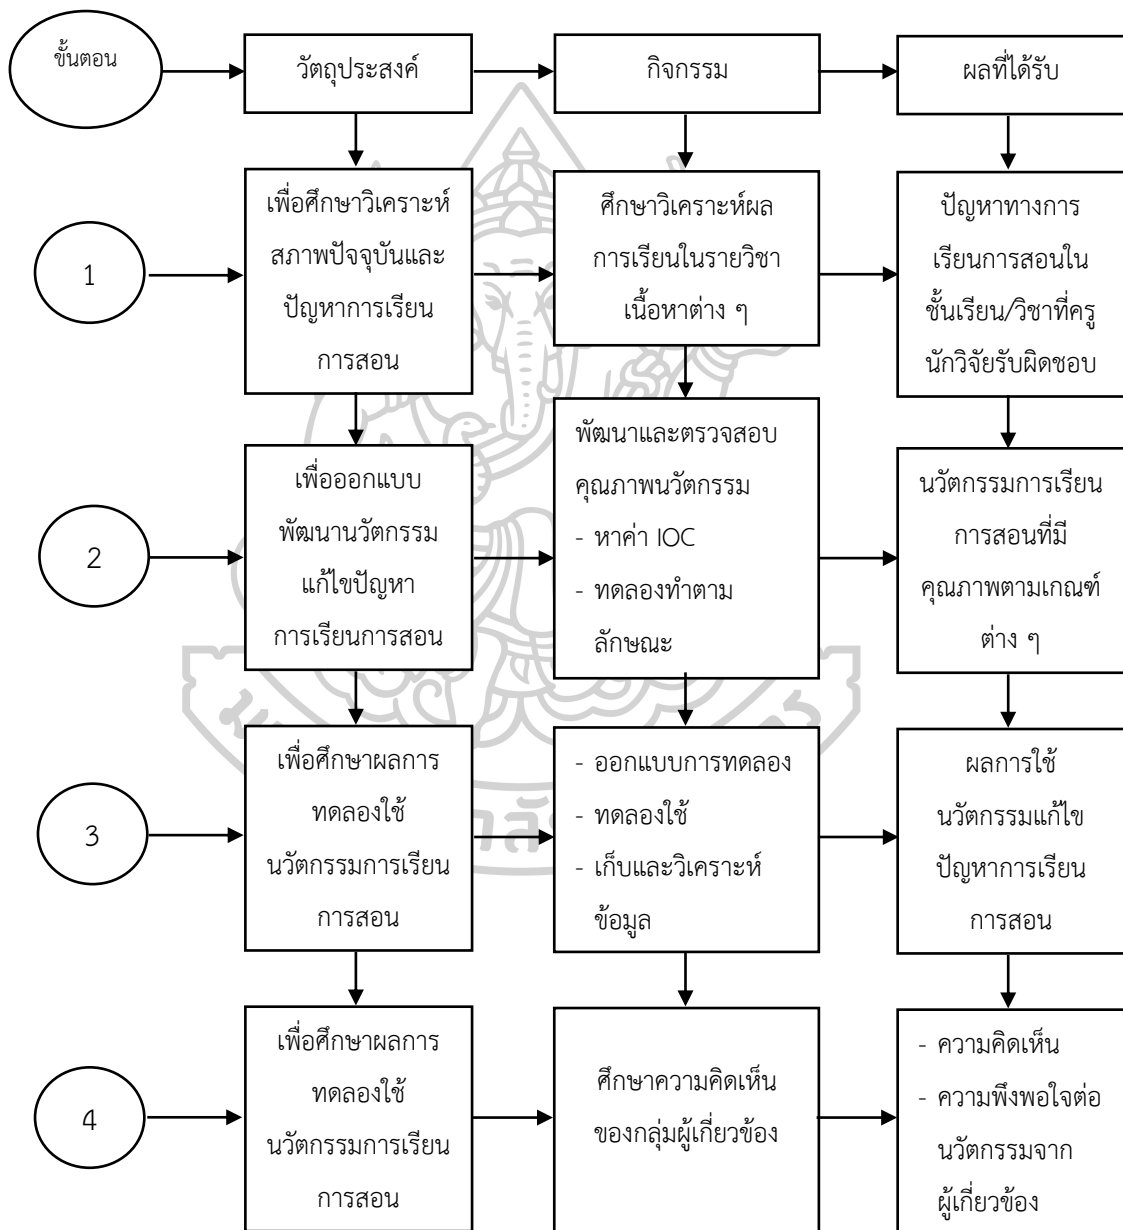 ขั้นตอน
วัตถุประสงค์
กิจกรรม
ผลที่ได้รับ
1
เพื่อศึกษาวิเคราะห์
สภาพปัจจุบันและ
ปัญหาการเรียน
การสอน
ศึกษาวิเคราะห์ผล
การเรียนในรายวิชา
เนื้อหาต่าง ๆ
ปัญหาทางการ
เรียนการสอนใน
ชั้นเรียน/วิชาที่ครู
นักวิจัยรับผิดชอบ
2
เพื่อออกแบบ
พัฒนานวัตกรรม
แก้ไขปัญหา
การเรียนการสอน
พัฒนาและตรวจสอบ
คุณภาพนวัตกรรม
- หาค่า IOC
- ทดลองทำตาม
ลักษณะ
นวัตกรรมการเรียน
การสอนที่มี
คุณภาพตามเกณฑ์
ต่าง ๆ
3
เพื่อศึกษาผลการ
ทดลองใช้
นวัตกรรมการเรียน
การสอน
- ออกแบบการทดลอง
- ทดลองใช้
- เก็บและวิเคราะห์
ข้อมูล
ผลการใช้
นวัตกรรมแก้ไข
ปัญหาการเรียน
การสอน
4
เพื่อศึกษาผลการ
ทดลองใช้
นวัตกรรมการเรียน
การสอน
ศึกษาความคิดเห็น
ของกลุ่มผู้เกี่ยวข้อง
- ความคิดเห็น
- ความพึงพอใจต่อ
นวัตกรรมจาก
ผู้เกี่ยวข้อง